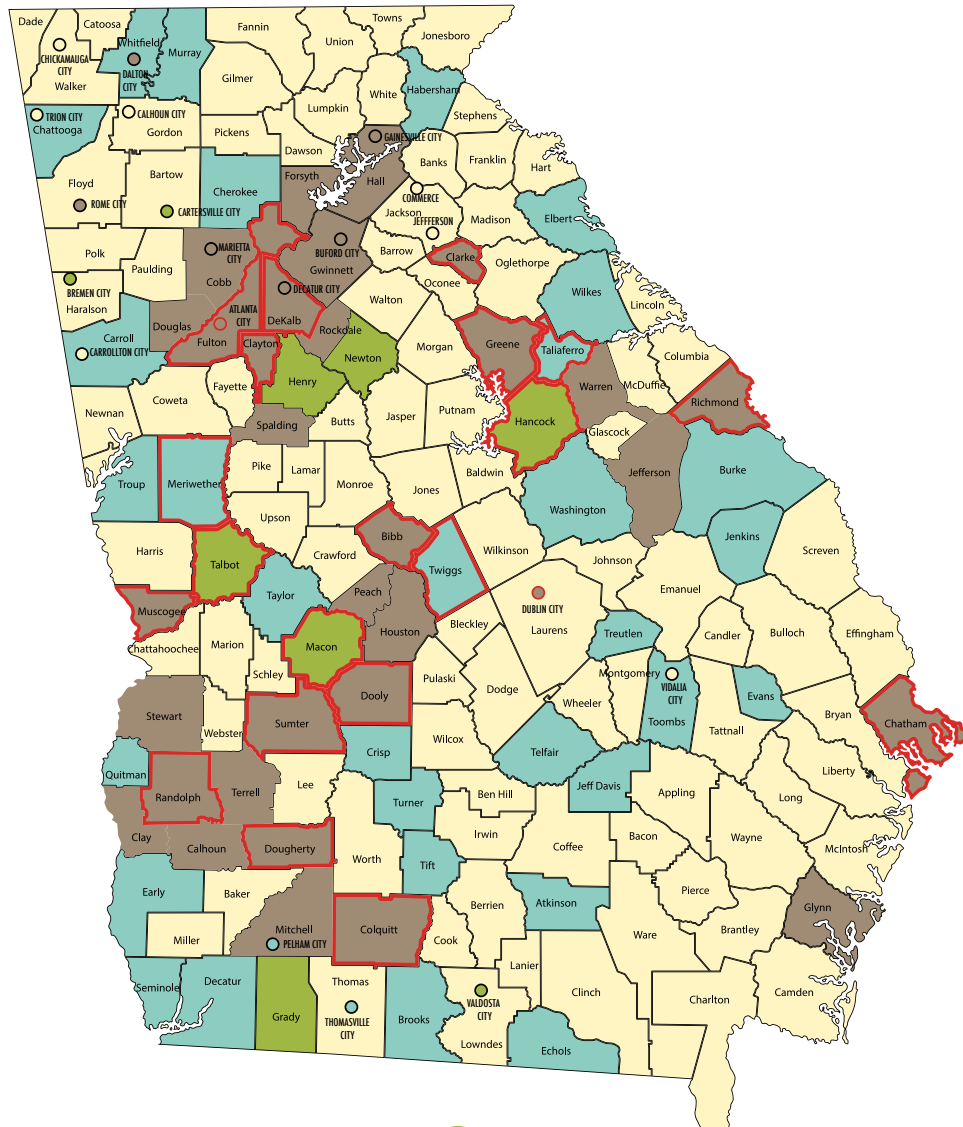 Dade
Catoosa
Fannin
Towns
Union
Jonesboro
Whitfield
Murray
CHICKAMAUGA
CITY
DALTON
CITY
Walker
Gilmer
White
Habersham
Lumpkin
TRION CITY
Chattooga
CALHOUN CITY
Gordon
Pickens
Stephens
Dawson
GAINESVILLE CITY
Banks
Franklin
Hart
Floyd
Bartow
Cherokee
Forsyth
Hall
ROME CITY
CARTERSVILLE CITY
COMMERCE
Jackson
JEFFFERSON
Madison
Elbert
Polk
Paulding
MARIETTA
CITY
BUFORD CITY
Gwinnett
Barrow
Clarke
Oglethorpe
BREMEN CITY
Haralson
Cobb
DECATUR CITY
Oconee
Wilkes
Lincoln
Walton
Carroll
CARROLLTON CITY
Douglas
ATLANTA
CITY
Fulton
DeKalb
Rockdale
Clayton
Newton
Morgan
Greene
Taliaferro
Columbia
McDuffie
Warren
Richmond
Newnan
Coweta
Fayette
Henry
Spalding
Butts
Jasper
Putnam
Hancock
Glascock
Troup
Meriwether
Pike
Lamar
Monroe
Jones
Baldwin
Washington
Jefferson
Burke
Upson
Harris
Talbot
Crawford
Bibb
Twiggs
Wilkinson
Johnson
Jenkins
Screven
Taylor
Peach
Emanuel
DUBLIN CITY
Muscogee
Houston
Bleckley
Laurens
Treutlen
Candler
Bulloch
Effingham
Chattahoochee
Marion
Macon
Schley
Pulaski
Dodge
Montgomery
VIDALIA
CITY
Evans
Stewart
Webster
Sumter
Dooly
Wheeler
Toombs
Tattnall
Bryan
Chatham
Wilcox
Crisp
Telfair
Quitman
Randolph
Terrell
Lee
Turner
Ben Hill
Jeff Davis
Appling
Liberty
Long
Clay
Calhoun
Dougherty
Worth
Irwin
Coffee
Bacon
Wayne
McIntosh
Early
Baker
Tift
Pierce
Berrien
Atkinson
Mitchell
PELHAM CITY
Colquitt
Cook
Ware
Brantley
Glynn
Miller
Lanier
Seminole
Decatur
Thomas
Clinch
Charlton
Camden
Grady
THOMASVILLE
CITY
Brooks
VALDOSTA
CITY
Lowndes
Echols